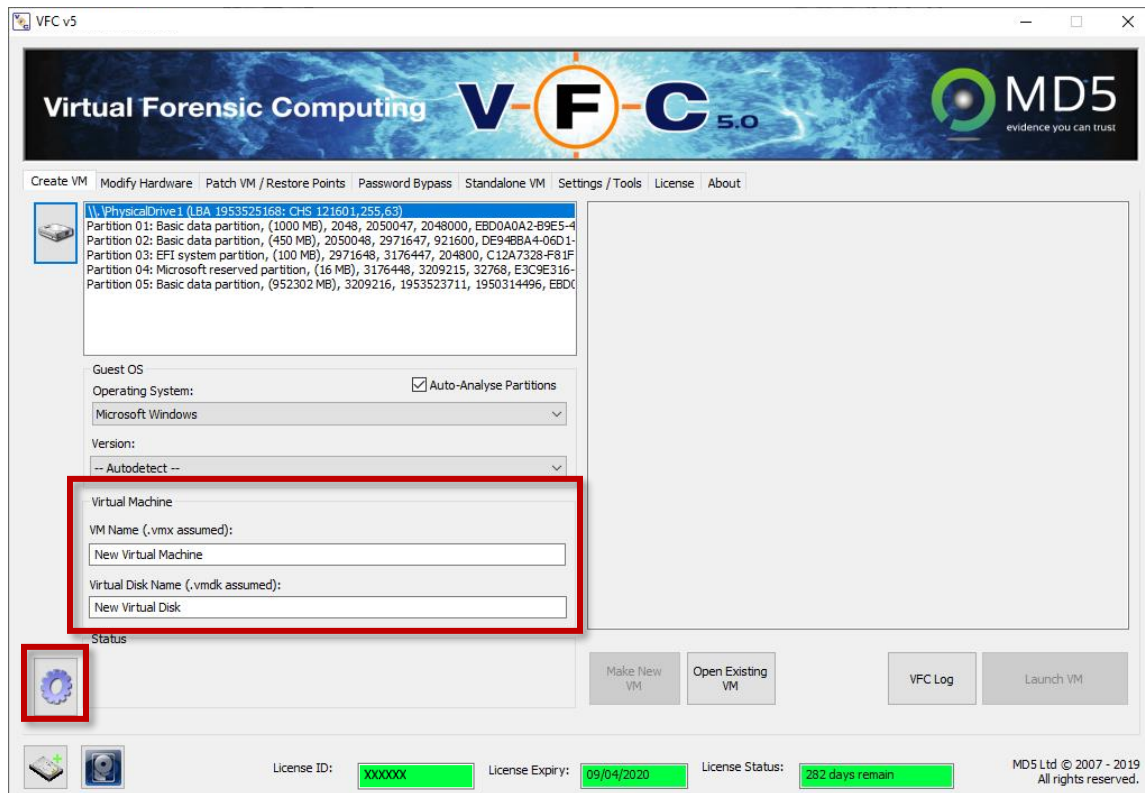 VFC v5
Virtual Forensic Computing
V-F-C 5.0
MD5
evidence you can trust
Create VM Modify Hardware Patch VM / Restore Points Password Bypass Standalone VM Settings / Tools License About
\\.\PhysicalDrive1 (LBA 1953525168: CHS 121601,255,63)
Partition 01: Basic data partition, (1000 MB), 2048, 2050047, 2048000, EBD0A0A2-B9E5-4
Partition 02: Basic data partition, (450 MB), 2050048, 2971647, 921600, DE94BBA4-06D1-
Partition 03: EFI system partition, (100 MB), 2971648, 3176447, 204800, C12A7328-F81F
Partition 04: Microsoft reserved partition, (16 MB), 3176448, 3209215, 32768, E3C9E316-
Partition 05: Basic data partition, (952302 MB), 3209216, 1953523711, 1950314496, EBD0
Guest OS
Operating System:
Auto-Analyse Partitions
Microsoft Windows
Version:
-- Autodetect --
Virtual Machine
VM Name (.vmx assumed):
New Virtual Machine
Virtual Disk Name (.vmdk assumed):
New Virtual Disk
Status
Make New VM
Open Existing VM
VFC Log
Launch VM
License ID:
XXXXXX
License Expiry:
09/04/2020
License Status:
282 days remain
MD5 Ltd © 2007 - 2019
All rights reserved.